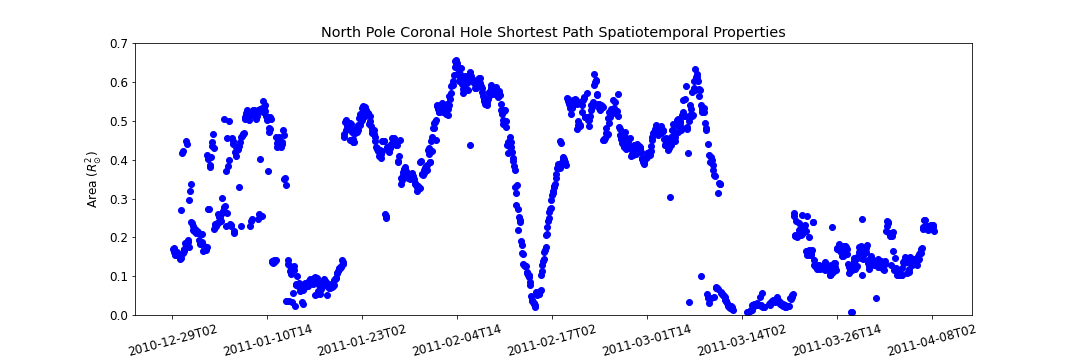 North Pole Coronal Hole Shortest Path Spatiotemporal Properties
Area (R²⊙)
0.7
0.6
0.5
0.4
0.3
0.2
0.1
0.0
2010-12-29T02
2011-01-10T14
2011-01-23T02
2011-02-04T14
2011-02-17T02
2011-03-01T14
2011-03-14T02
2011-03-26T14
2011-04-08T02